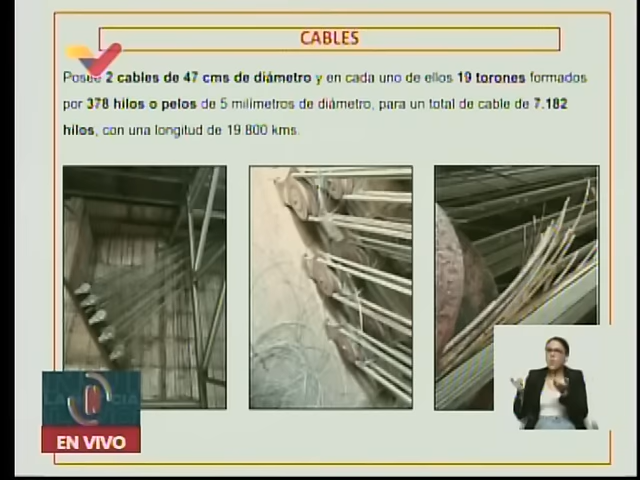 CABLES
Posee 2 cables de 47 cms de diámetro y en cada uno de ellos 19 torones formados
por 378 hilos o pelos de 5 milímetros de diámetro, para un total de cable de 7.182
hilos, con una longitud de 19 800 kms.
EN VIVO